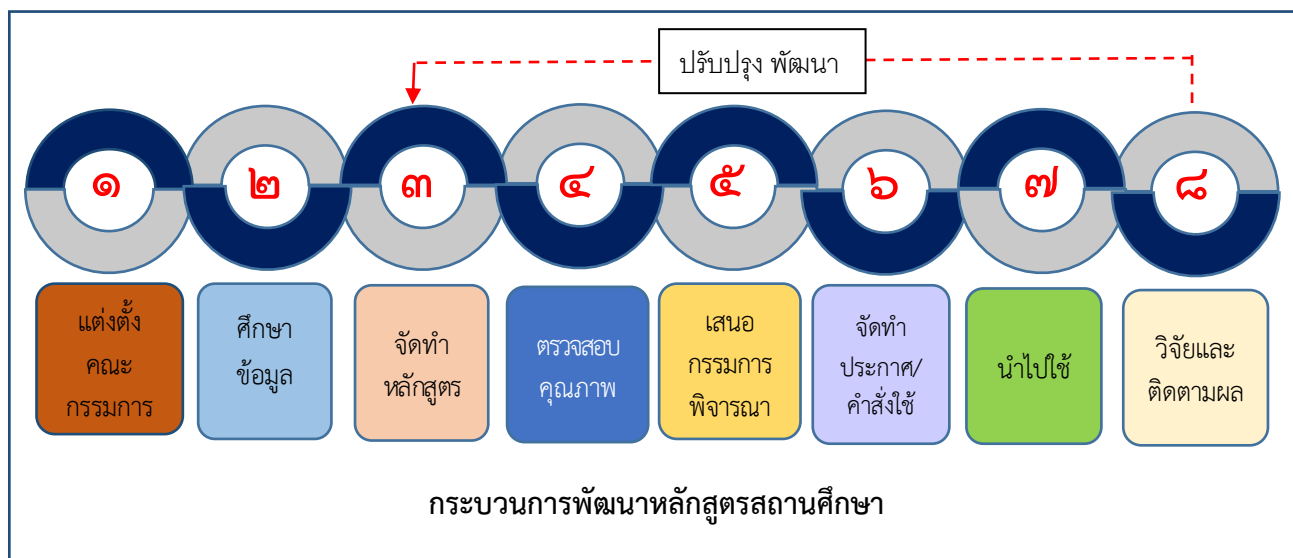 ปรับปรุง พัฒนา
๑
๒
๓
๔
๕
๖
๗
๘
แต่งตั้ง
คณะ
กรรมการ
ศึกษา
ข้อมูล
จัดทำ
หลักสูตร
ตรวจสอบ
คุณภาพ
เสนอ
กรรมการ
พิจารณา
จัดทำ
ประกาศ/
คำสั่งใช้
นำไปใช้
วิจัยและ
ติดตามผล
กระบวนการพัฒนาหลักสูตรสถานศึกษา